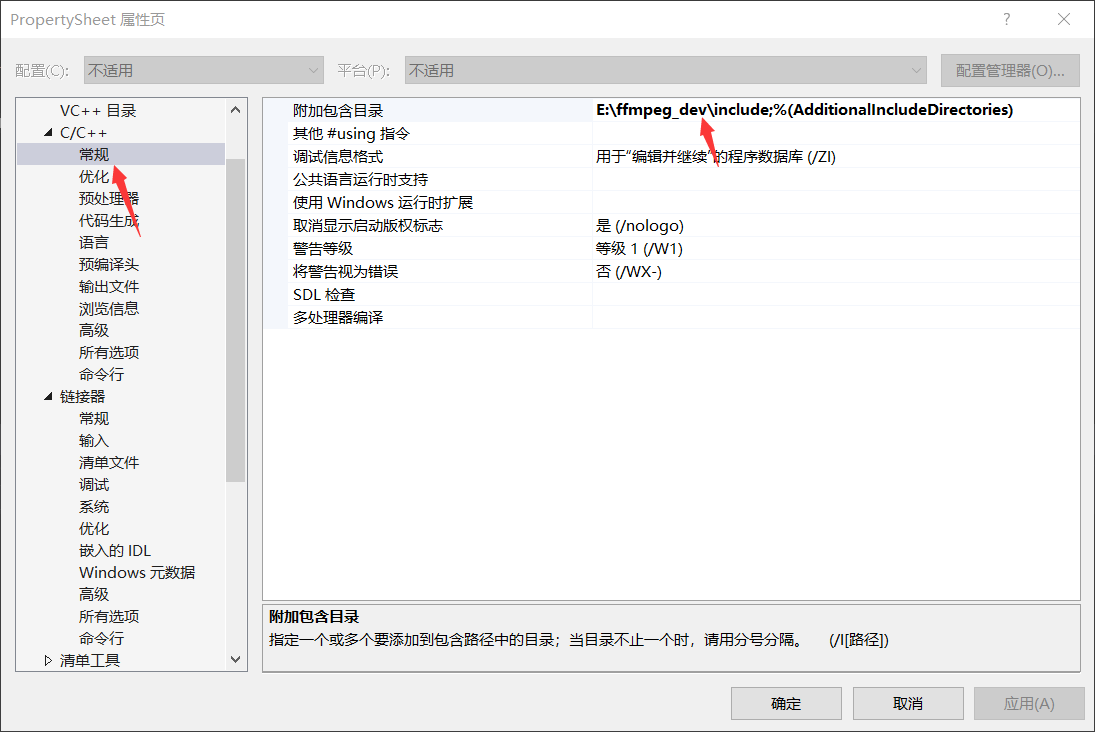 PropertySheet 属性页
?
配置(C):
不适用
平台(P):
不适用
配置管理器(O)...
VC++ 目录
C/C++
常规
优化
预处理器
代码生成
语言
预编译头
输出文件
浏览信息
高级
所有选项
命令行
链接器
常规
输入
清单文件
调试
系统
优化
嵌入的 IDL
Windows 元数据
高级
所有选项
命令行
清单工具
附加包含目录 E:\ffmpeg_dev\include;%(AdditionalIncludeDirectories)
其他 #using 指令
调试信息格式 用于“编辑并继续”的程序数据库 (/ZI)
公共语言运行时支持
使用 Windows 运行时扩展
取消显示启动版权标志 是 (/nologo)
警告等级 等级 1 (/W1)
将警告视为错误 否 (/WX-)
SDL 检查
多处理器编译
附加包含目录
指定一个或多个要添加到包含路径中的目录；当目录不止一个时，请用分号分隔。 (/I[路径])
确定
取消
应用(A)